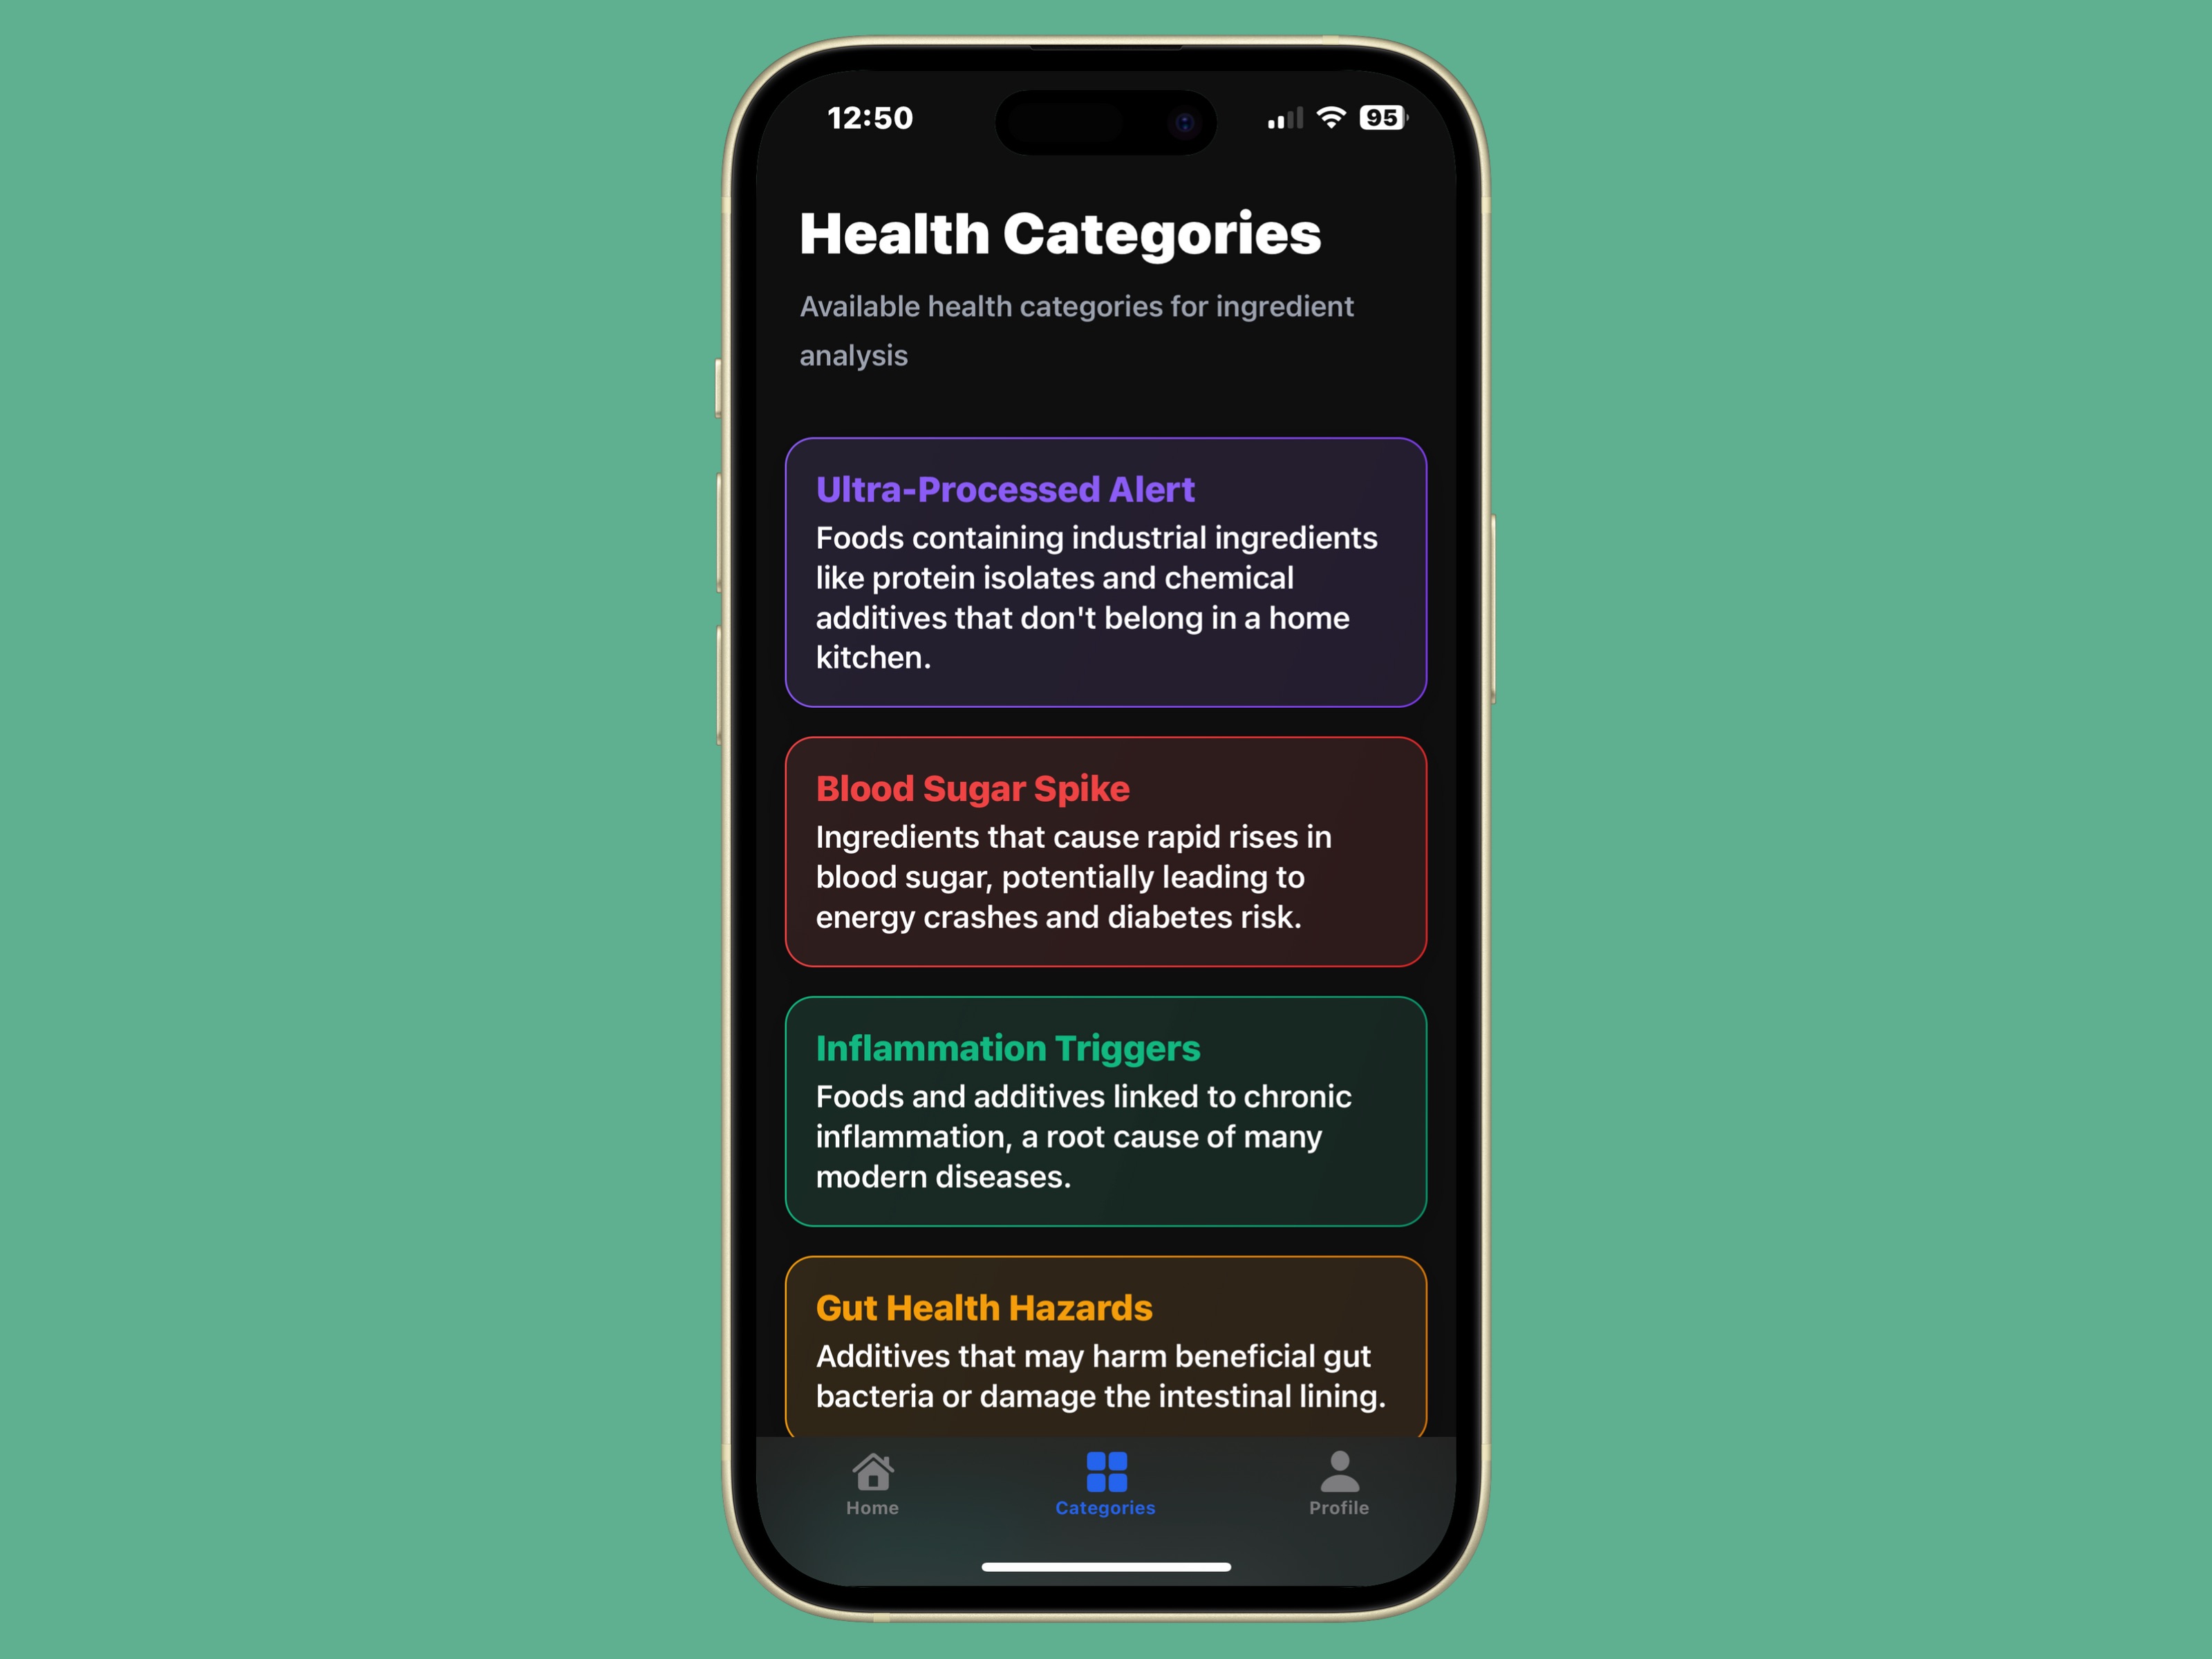 12:50
95
Health Categories
Available health categories for ingredient
analysis
Ultra-Processed Alert
Foods containing industrial ingredients
like protein isolates and chemical
additives that don't belong in a home
kitchen.
Blood Sugar Spike
Ingredients that cause rapid rises in
blood sugar, potentially leading to
energy crashes and diabetes risk.
Inflammation Triggers
Foods and additives linked to chronic
inflammation, a root cause of many
modern diseases.
Gut Health Hazards
Additives that may harm beneficial gut
bacteria or damage the intestinal lining.
Home
Categories
Profile